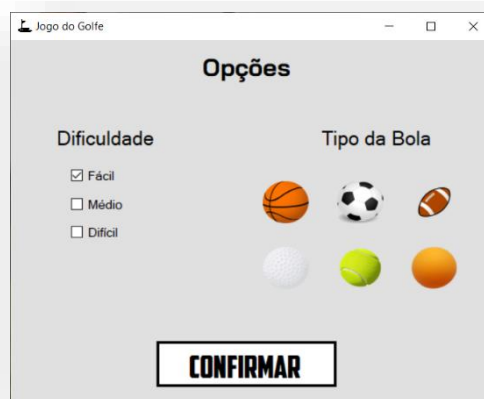 Jogo do Golfe
Opções
Dificuldade
Fácil
Médio
Difícil
Tipo da Bola
CONFIRMAR